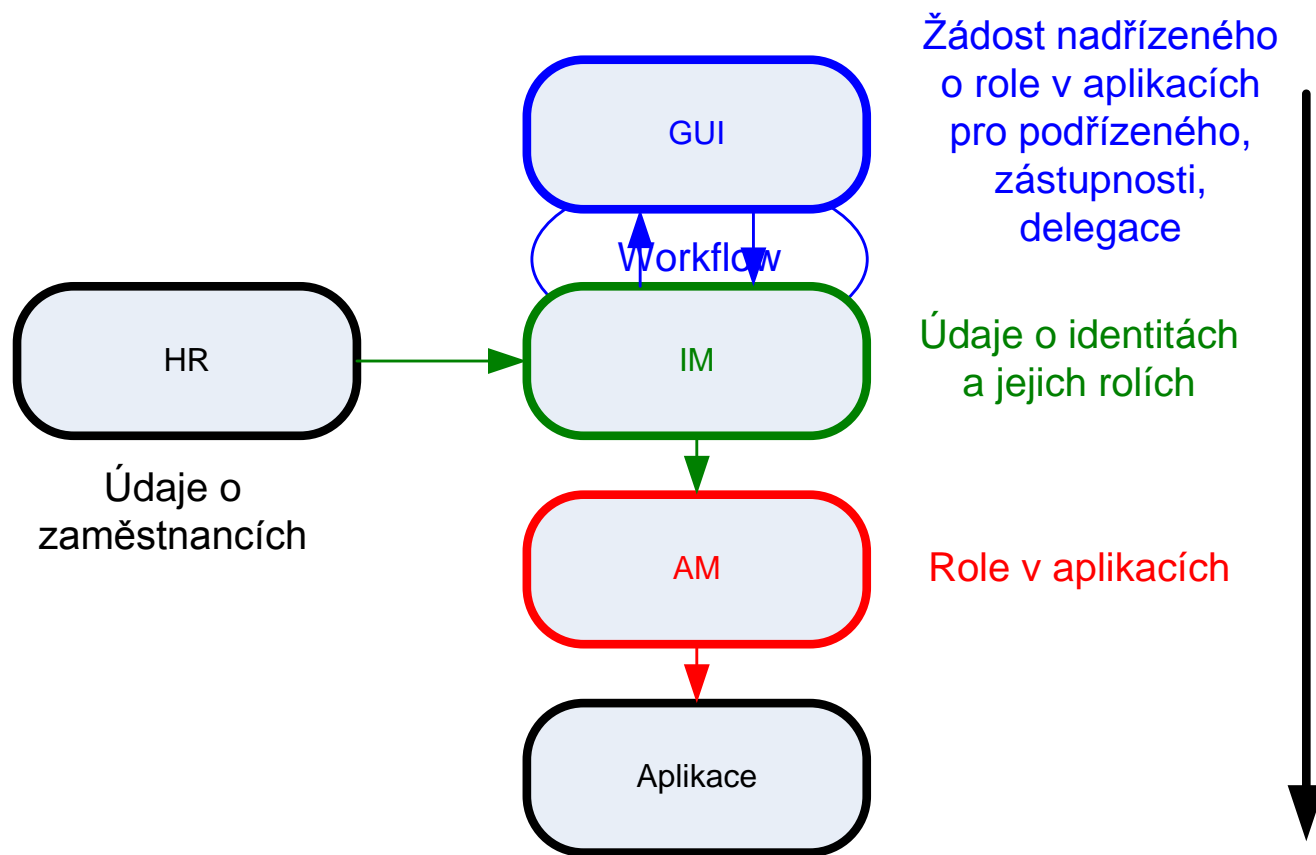 Žádost nadřízeného
o role v aplikacích
pro podřízeného,
zástupnosti,
delegace
GUI
Workflow
HR
IM
Údaje o identitách
a jejich rolích
Údaje o
zaměstnancích
AM
Role v aplikacích
Aplikace